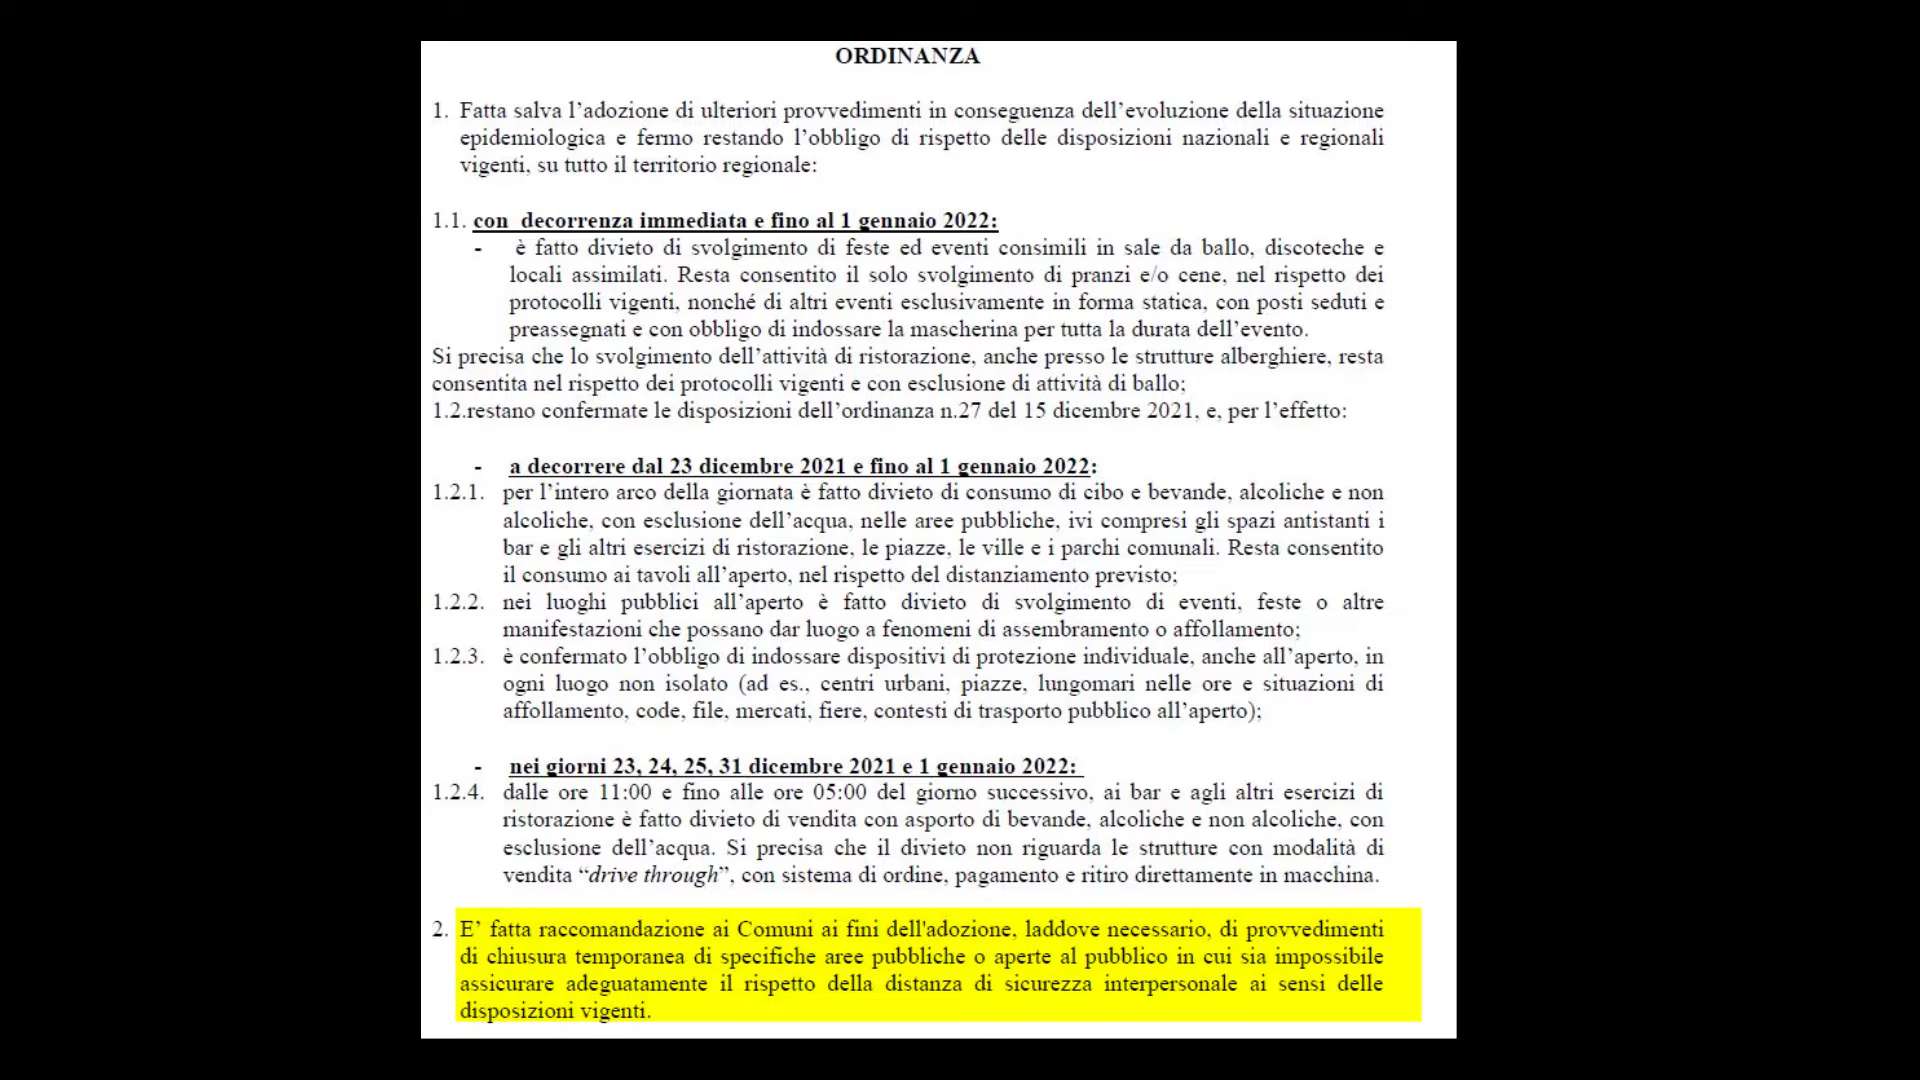 ORDINANZA
1. Fatta salva l’adozione di ulteriori provvedimenti in conseguenza dell’evoluzione della situazione
epidemiologica e fermo restando l’obbligo di rispetto delle disposizioni nazionali e regionali
vigenti, su tutto il territorio regionale:
1.1. con decorrenza immediata e fino al 1 gennaio 2022:
- è fatto divieto di svolgimento di feste ed eventi consimili in sale da ballo, discoteche e
locali assimilati. Resta consentito il solo svolgimento di pranzi e/o cene, nel rispetto dei
protocolli vigenti, nonché di altri eventi esclusivamente in forma statica, con posti seduti e
preassegnati e con obbligo di indossare la mascherina per tutta la durata dell’evento.
Si precisa che lo svolgimento dell’attività di ristorazione, anche presso le strutture alberghiere, resta
consentita nel rispetto dei protocolli vigenti e con esclusione di attività di ballo;
1.2.restano confermate le disposizioni dell’ordinanza n.27 del 15 dicembre 2021, e, per l’effetto:
- a decorrere dal 23 dicembre 2021 e fino al 1 gennaio 2022:
1.2.1. per l’intero arco della giornata è fatto divieto di consumo di cibo e bevande, alcoliche e non
alcoliche, con esclusione dell’acqua, nelle aree pubbliche, ivi compresi gli spazi antistanti i
bar e gli altri esercizi di ristorazione, le piazze, le ville e i parchi comunali. Resta consentito
il consumo ai tavoli all’aperto, nel rispetto del distanziamento previsto;
1.2.2. nei luoghi pubblici all’aperto è fatto divieto di svolgimento di eventi, feste o altre
manifestazioni che possano dar luogo a fenomeni di assembramento o affollamento;
1.2.3. è confermato l’obbligo di indossare dispositivi di protezione individuale, anche all’aperto, in
ogni luogo non isolato (ad es., centri urbani, piazze, lungomari nelle ore e situazioni di
affollamento, code, file, mercati, fiere, contesti di trasporto pubblico all’aperto);
- nei giorni 23, 24, 25, 31 dicembre 2021 e 1 gennaio 2022:
1.2.4. dalle ore 11:00 e fino alle ore 05:00 del giorno successivo, ai bar e agli altri esercizi di
ristorazione è fatto divieto di vendita con asporto di bevande, alcoliche e non alcoliche, con
esclusione dell’acqua. Si precisa che il divieto non riguarda le strutture con modalità di
vendita “drive through”, con sistema di ordine, pagamento e ritiro direttamente in macchina.
2. E’ fatta raccomandazione ai Comuni ai fini dell'adozione, laddove necessario, di provvedimenti
di chiusura temporanea di specifiche aree pubbliche o aperte al pubblico in cui sia impossibile
assicurare adeguatamente il rispetto della distanza di sicurezza interpersonale ai sensi delle
disposizioni vigenti.